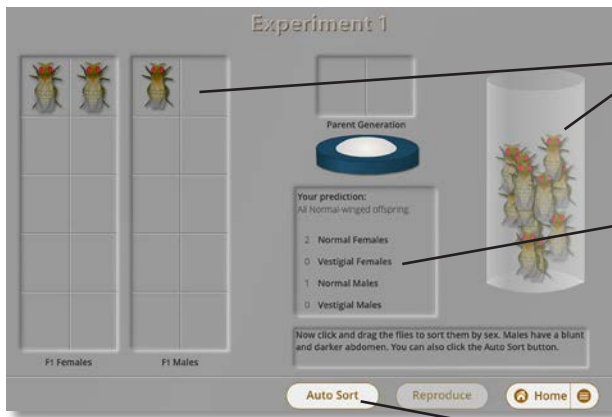 Experiment 1
Parent Generation
Your prediction:
All Normal-winged offspring
2 Normal Females
0 Vestigial Females
1 Normal Males
0 Vestigial Males
Now click and drag the flies to sort them by sex. Males have a blunt
and darker abdomen. You can also click the Auto Sort button.
F1 Females
F1 Males
Auto Sort
Reproduce
Home